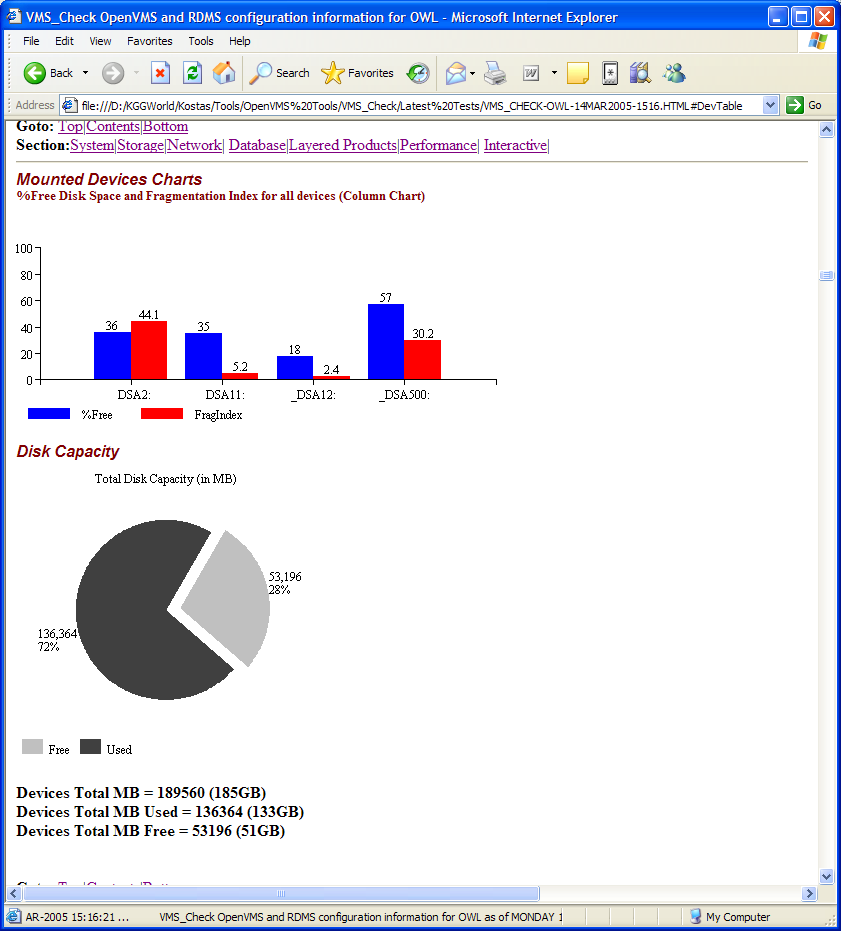 VMS_Check OpenVMS and RDMS configuration information for OWL - Microsoft Internet Explorer
File Edit View Favorites Tools Help
Back Search Favorites
Address file:///D:/KGGWorld/Kostas/Tools/OpenVMS%20Tools/VMS_Check/Latest%20Tests/VMS_CHECK-OWL-14MAR2005-1516.HTML#DevTable Go
Goto: Top|Contents|Bottom
Section:System|Storage|Network| Database|Layered Products|Performance| Interactive|
Mounted Devices Charts
%Free Disk Space and Fragmentation Index for all devices (Column Chart)
100
80
60
40
20
0
36 44.1 35 5.2 18 2.4 57 30.2
DSA2: DSA11: _DSA12: _DSA500:
%Free FragIndex
Disk Capacity
Total Disk Capacity (in MB)
53,196
28%
136,364
72%
Free Used
Devices Total MB = 189560 (185GB)
Devices Total MB Used = 136364 (133GB)
Devices Total MB Free = 53196 (51GB)
Goto: Top|Contents|Bottom
AR-2005 15:16:21 ... VMS_Check OpenVMS and RDMS configuration information for OWL as of MONDAY 1 My Computer